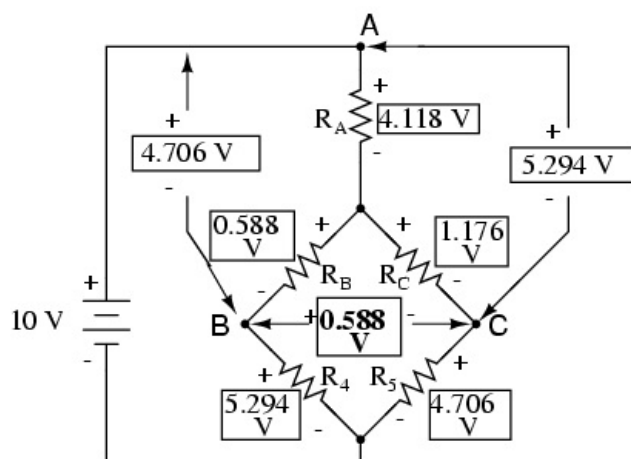 A
+
R_A
4.118 V
-
+
4.706 V
-
+
5.294 V
-
0.588
V
+
-
R_B
+
-
R_C
1.176
V
+
10 V
-
B
+
0.588
V
-
C
+
R_4
-
5.294
V
R_5
+
-
4.706
V